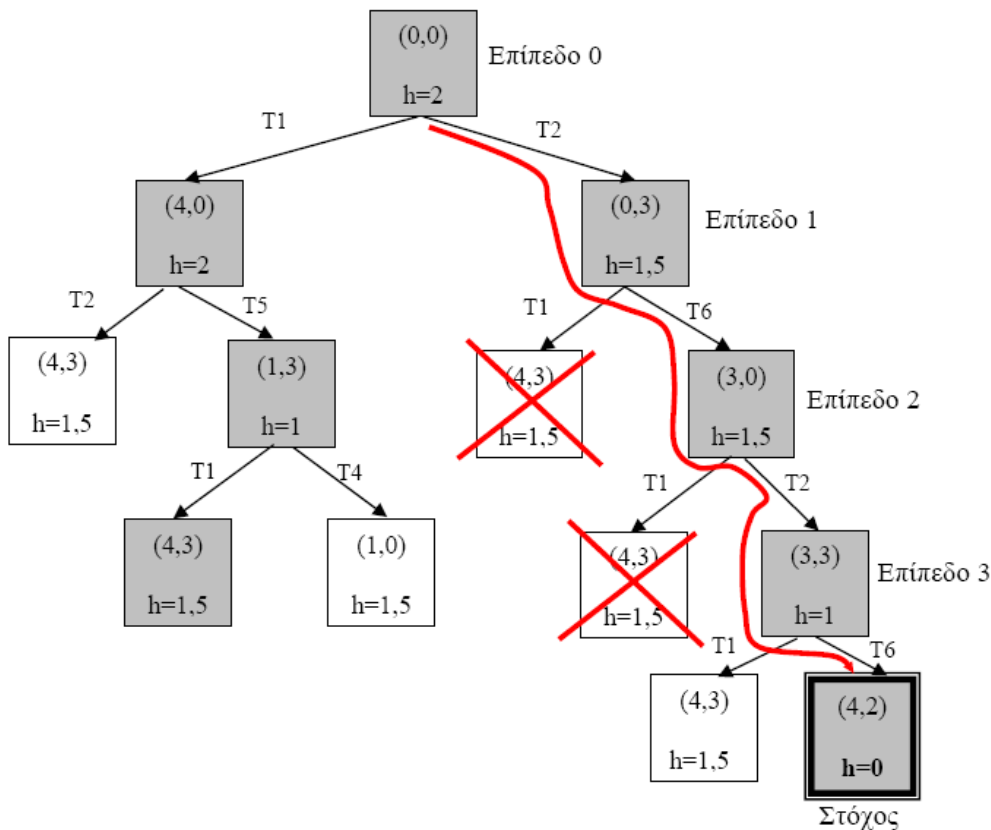 (0,0)
h=2
Επίπεδο 0
T1
T2
(4,0)
h=2
(0,3)
h=1,5
Επίπεδο 1
T2
T5
T1
T6
(4,3)
h=1,5
(1,3)
h=1
(4,3)
h=1,5
(3,0)
h=1,5
Επίπεδο 2
T1
T4
T1
T2
(4,3)
h=1,5
(1,0)
h=1,5
(4,3)
h=1,5
(3,3)
h=1
Επίπεδο 3
T1
T6
(4,3)
h=1,5
(4,2)
h=0
Στόχος